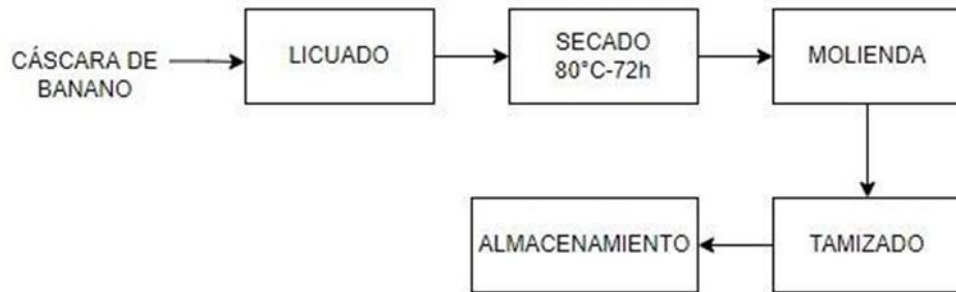 CÁSCARA DE
BANANO
LICUADO
SECADO
80°C-72h
MOLIENDA
TAMIZADO
ALMACENAMIENTO